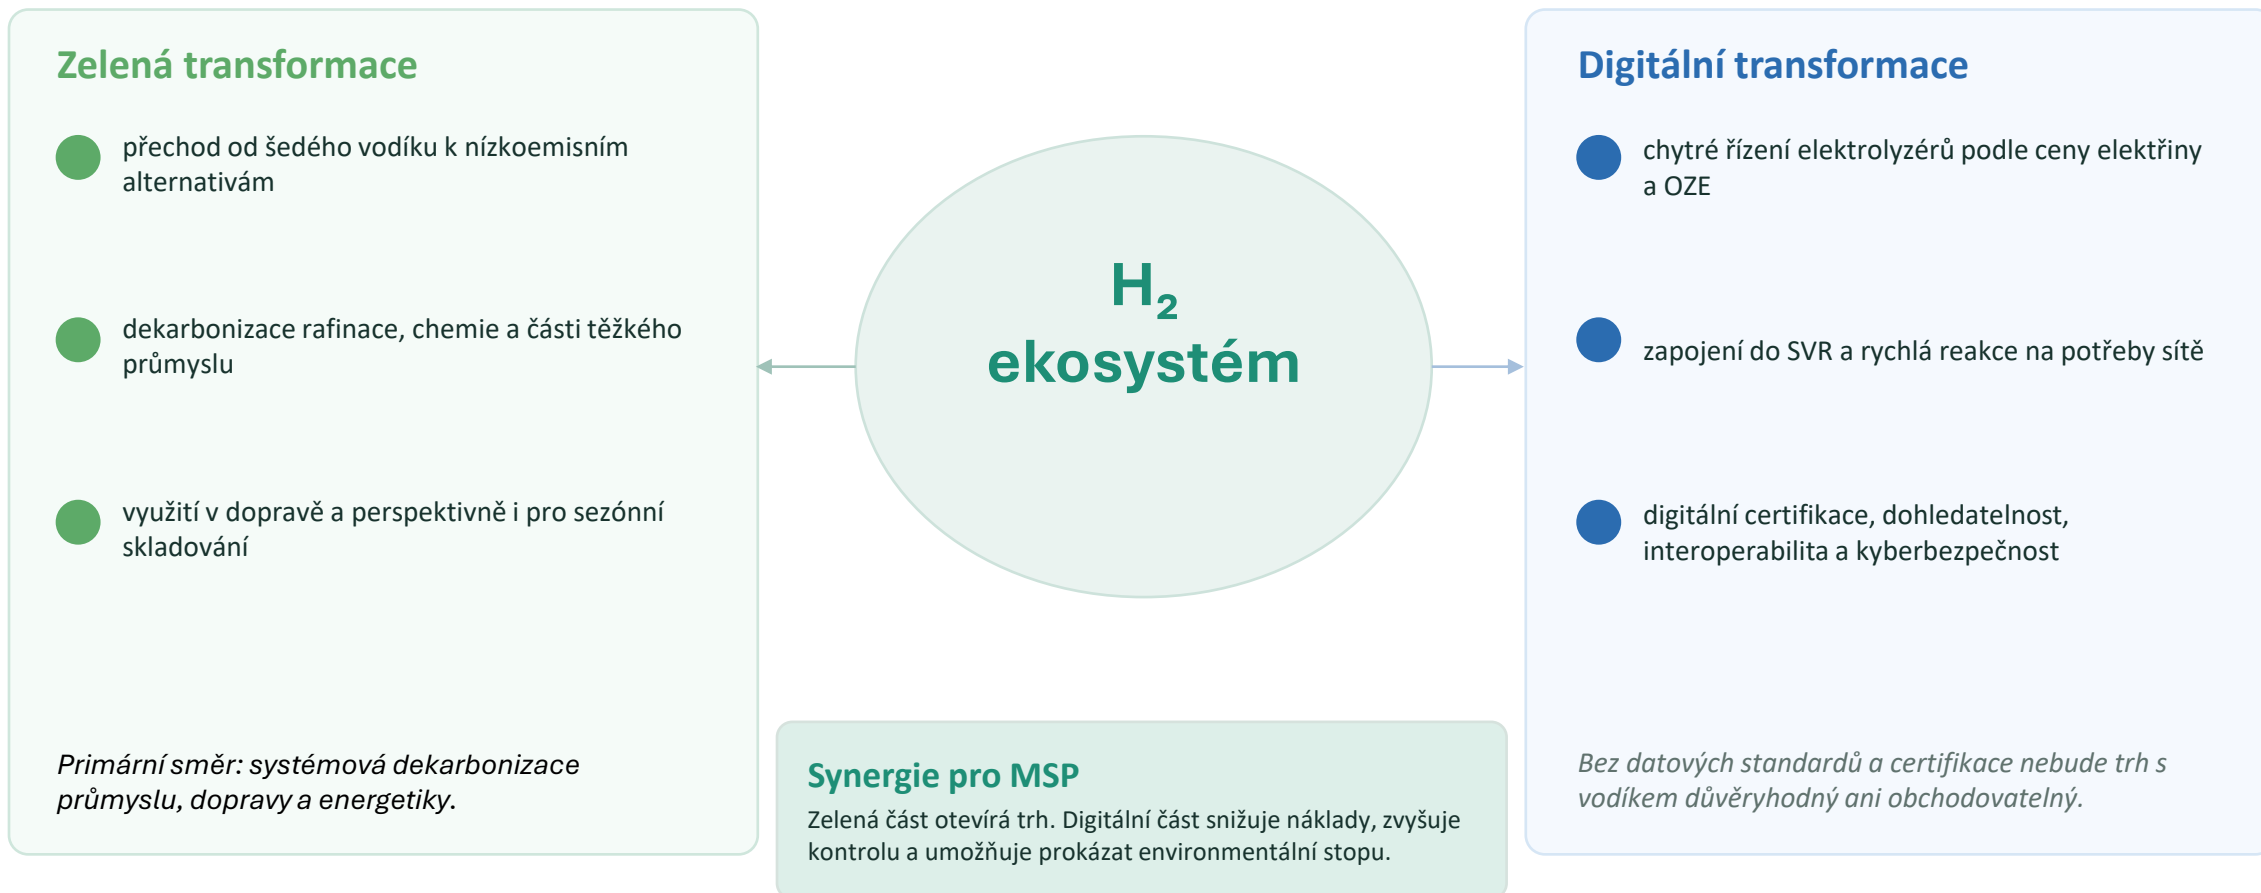 Zelená transformace
přechod od šedého vodíku k nízkoemisním
alternativám
dekarbonizace rafinace, chemie a části těžkého
průmyslu
využití v dopravě a perspektivně i pro sezónní
skladování
Primární směr: systémová dekarbonizace
průmyslu, dopravy a energetiky.
H₂
ekosystém
Synergie pro MSP
Zelená část otevírá trh. Digitální část snižuje náklady, zvyšuje
kontrolu a umožňuje prokázat environmentální stopu.
Digitální transformace
chytré řízení elektrolyzérů podle ceny elektřiny
a OZE
zapojení do SVR a rychlá reakce na potřeby sítě
digitální certifikace, dohledatelnost,
interoperabilita a kyberbezpečnost
Bez datových standardů a certifikace nebude trh s
vodíkem důvěryhodný ani obchodovatelný.